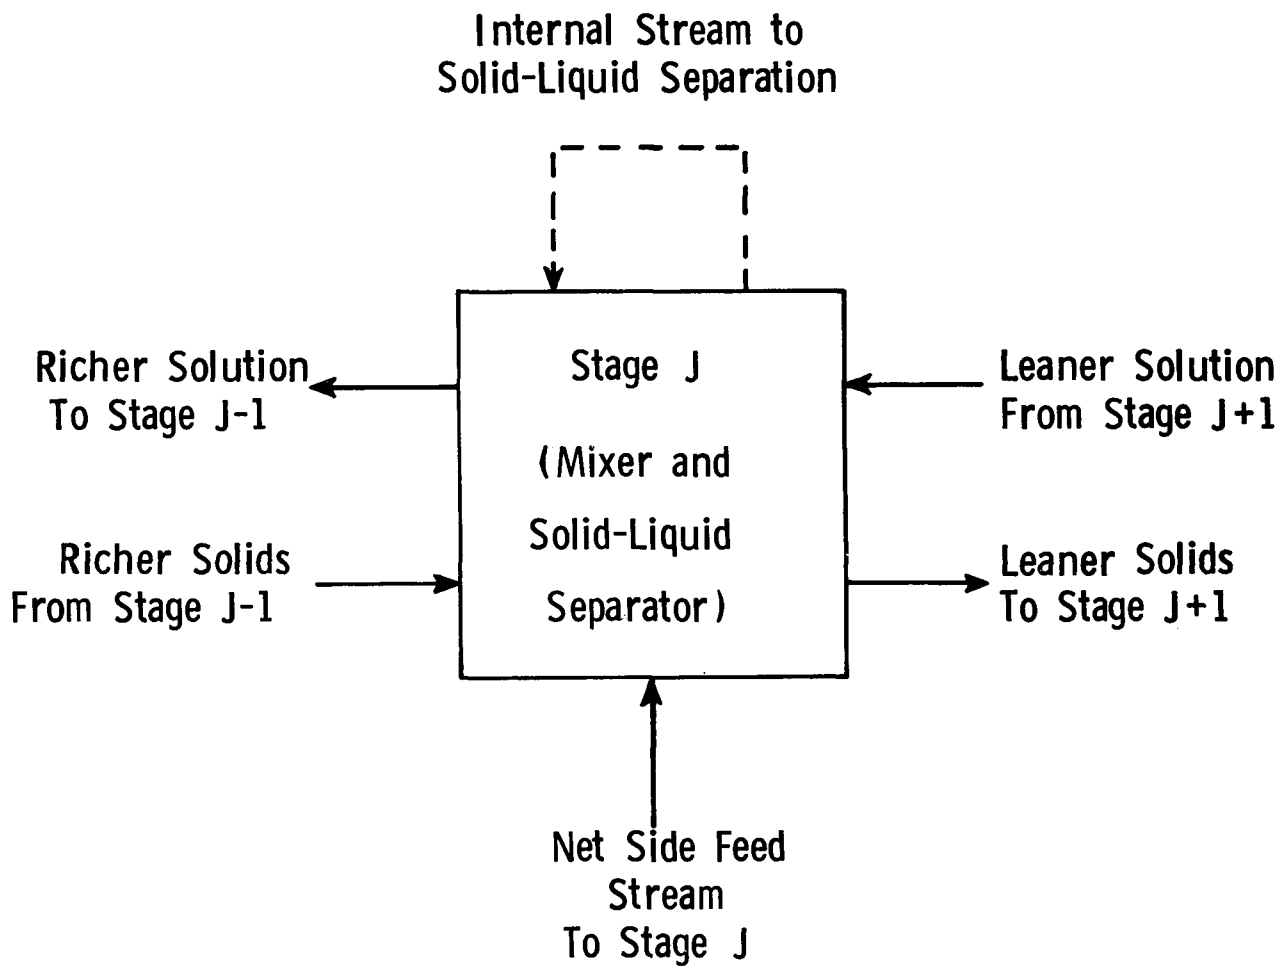 Internal Stream to
Solid-Liquid Separation
Richer Solution
To Stage J-1
Stage J
(Mixer and
Solid-Liquid
Separator)
Leaner Solution
From Stage J+1
Richer Solids
From Stage J-1
Leaner Solids
To Stage J+1
Net Side Feed
Stream
To Stage J